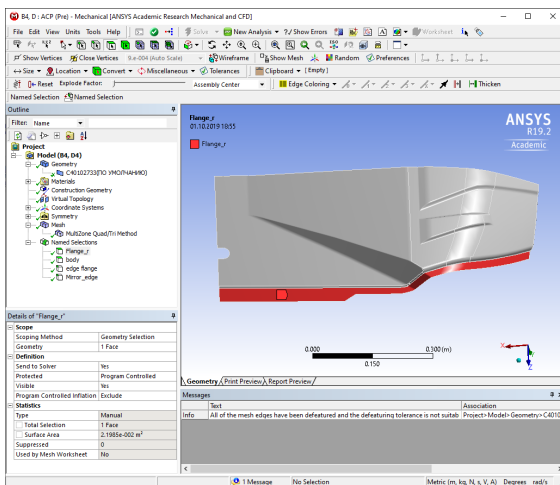 B4, D : ACP (Pre) - Mechanical [ANSYS Academic Research Mechanical and CFD]
File Edit View Units Tools Help Solve New Analysis ?/ Show Errors Worksheet
Show Vertices Close Vertices 9.e-004 (Auto Scale) Wireframe Show Mesh Random Preferences
Size Location Convert Miscellaneous Tolerances Clipboard [ Empty ]
Reset Explode Factor: Assembly Center Edge Coloring Thicken
Named Selection Named Selection
Outline
Filter: Name
Project
Model (B4, D4)
Geometry
C40102733(ПО УМОЛЧАНИЮ)
Materials
Construction Geometry
Virtual Topology
Coordinate Systems
Symmetry
Mesh
MultiZone Quad/Tri Method
Named Selections
Flange_r
body
edge flange
Mirror_edge
Details of "Flange_r"
Scope
Scoping Method Geometry Selection
Geometry 1 Face
Definition
Send to Solver Yes
Protected Program Controlled
Visible Yes
Program Controlled Inflation Exclude
Statistics
Type Manual
Total Selection 1 Face
Surface Area 2.1985e-002 m²
Suppressed 0
Used by Mesh Worksheet No
Flange_r
01.10.2019 18:55
Flange_r
ANSYS
R19.2
Academic
0.000 0.300 (m)
0.150
X
Z
Geometry Print Preview Report Preview
Messages
Text Association
Info All of the mesh edges have been defeatured and the defeaturing tolerance is not suitab Project>Model>Geometry>C4010
1 Message No Selection Metric (m, kg, N, s, V, A) Degrees rad/s